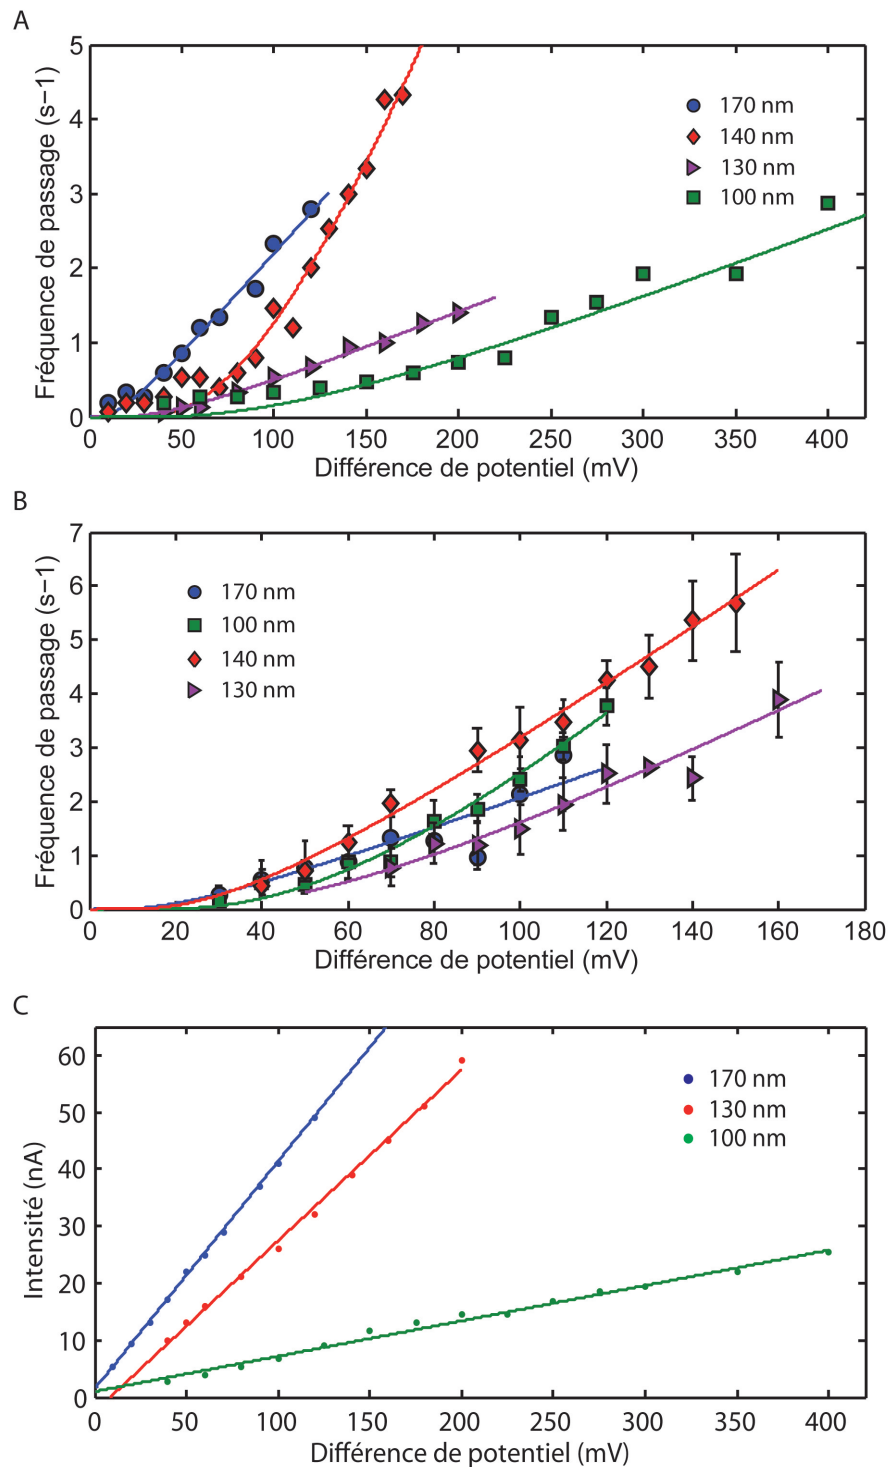 A
Fréquence de passage (s−1)
5
4
3
2
1
0
170 nm
140 nm
130 nm
100 nm
0 50 100 150 200 250 300 350 400
Différence de potentiel (mV)
B
Fréquence de passage (s−1)
7
6
5
4
3
2
1
0
170 nm
100 nm
140 nm
130 nm
0 20 40 60 80 100 120 140 160 180
Différence de potentiel (mV)
C
Intensité (nA)
60
50
40
30
20
10
0
170 nm
130 nm
100 nm
0 50 100 150 200 250 300 350 400
Différence de potentiel (mV)